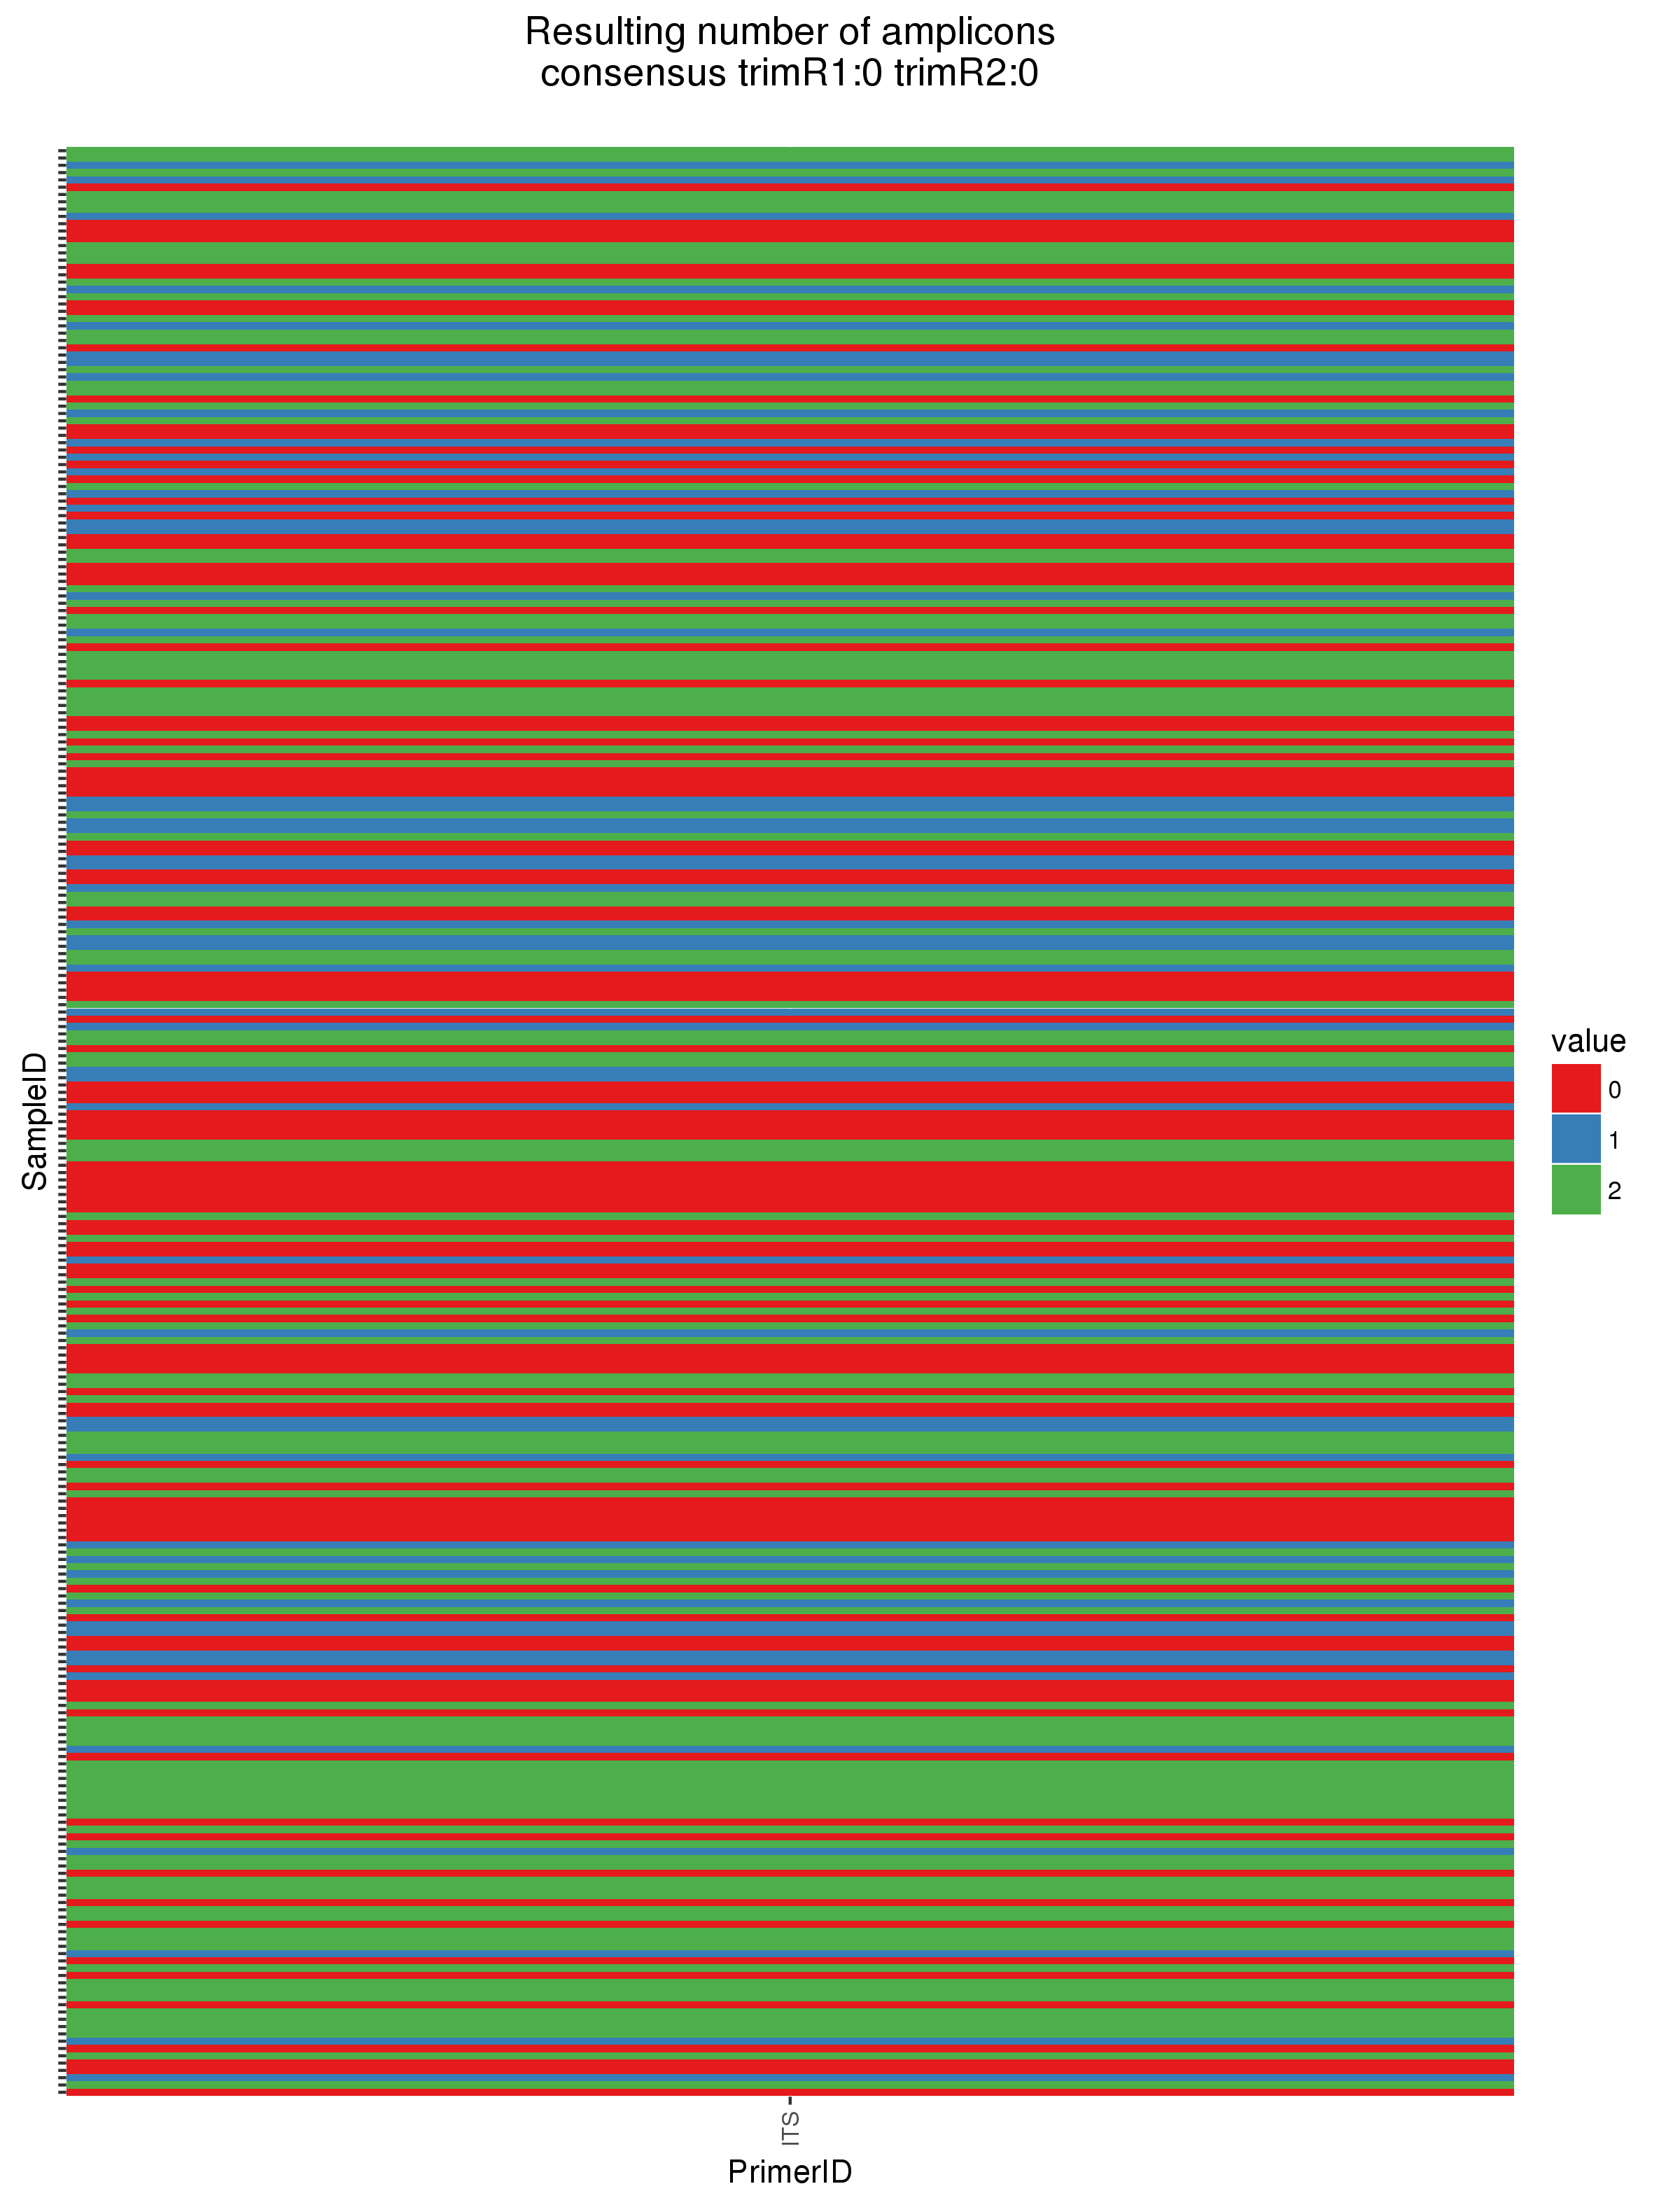 Resulting number of amplicons
consensus trimR1:0 trimR2:0
SampleID
value
0
1
2
ITS
PrimerID